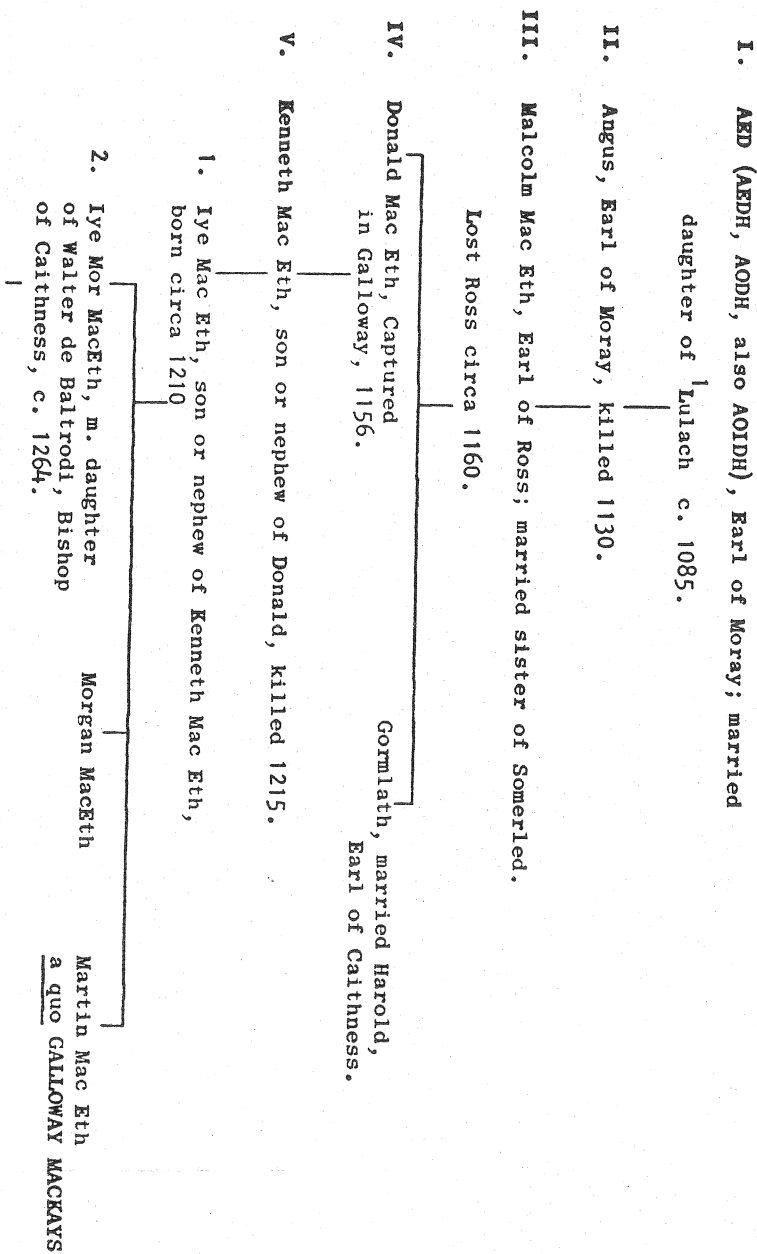 I. AED (AEDH, AODH, also AOIDH), Earl of Moray; married
daughter of Lulach c. 1085.
II. Angus, Earl of Moray, killed 1130.
III. Malcolm Mac Eth, Earl of Ross; married sister of Somerled.
Lost Ross circa 1160.
IV. Donald Mac Eth, Captured
in Galloway, 1156.
Gormlath, married Harold,
Earl of Caithness.
V. Kenneth Mac Eth, son or nephew of Donald, killed 1215.
1. Iye Mac Eth, son or nephew of Kenneth Mac Eth,
born circa 1210
2. Iye Mor MacEth, m. daughter
of Walter de Baltrodi, Bishop
of Caithness, c. 1264.
Morgan MacEth
Martin Mac Eth
a quo GALLOWAY MACKAYS